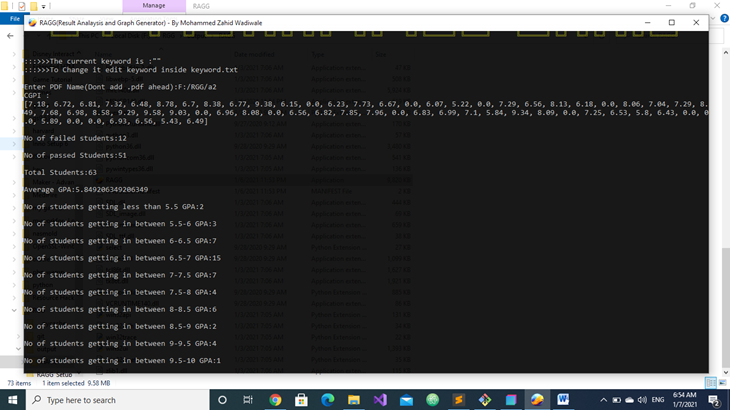 Manage
RAGG
File
RAGG(Result Analysis and Graph Generator) - By Mohammed Zahid Wadiwale
:::>>>The current keyword is :""
:::>>>To Change it edit keyword inside keyword.txt
Enter PDF Name(Dont add .pdf ahead):F:/RGG/a2
CGPI :
[7.18, 6.72, 6.81, 7.32, 6.48, 8.78, 6.7, 8.38, 6.77, 9.38, 6.15, 0.0, 6.23, 7.73, 6.67, 0.0, 6.07, 5.22, 0.0, 7.29, 6.56, 8.13, 6.18, 0.0, 8.06, 7.04, 7.29, 8.
49, 7.68, 6.98, 8.58, 9.29, 9.58, 9.03, 0.0, 6.96, 8.08, 0.0, 6.56, 6.82, 7.85, 7.96, 0.0, 6.83, 6.99, 7.1, 5.84, 9.34, 8.09, 0.0, 7.25, 6.53, 5.8, 6.43, 0.0, 0.
0, 5.89, 0.0, 0.0, 6.93, 6.56, 5.43, 6.49]
No of failed students:12
No of passed Students:51
Total Students:63
Average GPA:5.849206349206349
No of students getting less than 5.5 GPA:2
No of students getting in between 5.5-6 GPA:3
No of students getting in between 6-6.5 GPA:7
No of students getting in between 6.5-7 GPA:15
No of students getting in between 7-7.5 GPA:7
No of students getting in between 7.5-8 GPA:4
No of students getting in between 8-8.5 GPA:6
No of students getting in between 8.5-9 GPA:2
No of students getting in between 9-9.5 GPA:4
No of students getting in between 9.5-10 GPA:1
RAGG Setup
73 items 1 item selected 9.58 MB
Type here to search
ENG
6:54 AM
1/7/2021